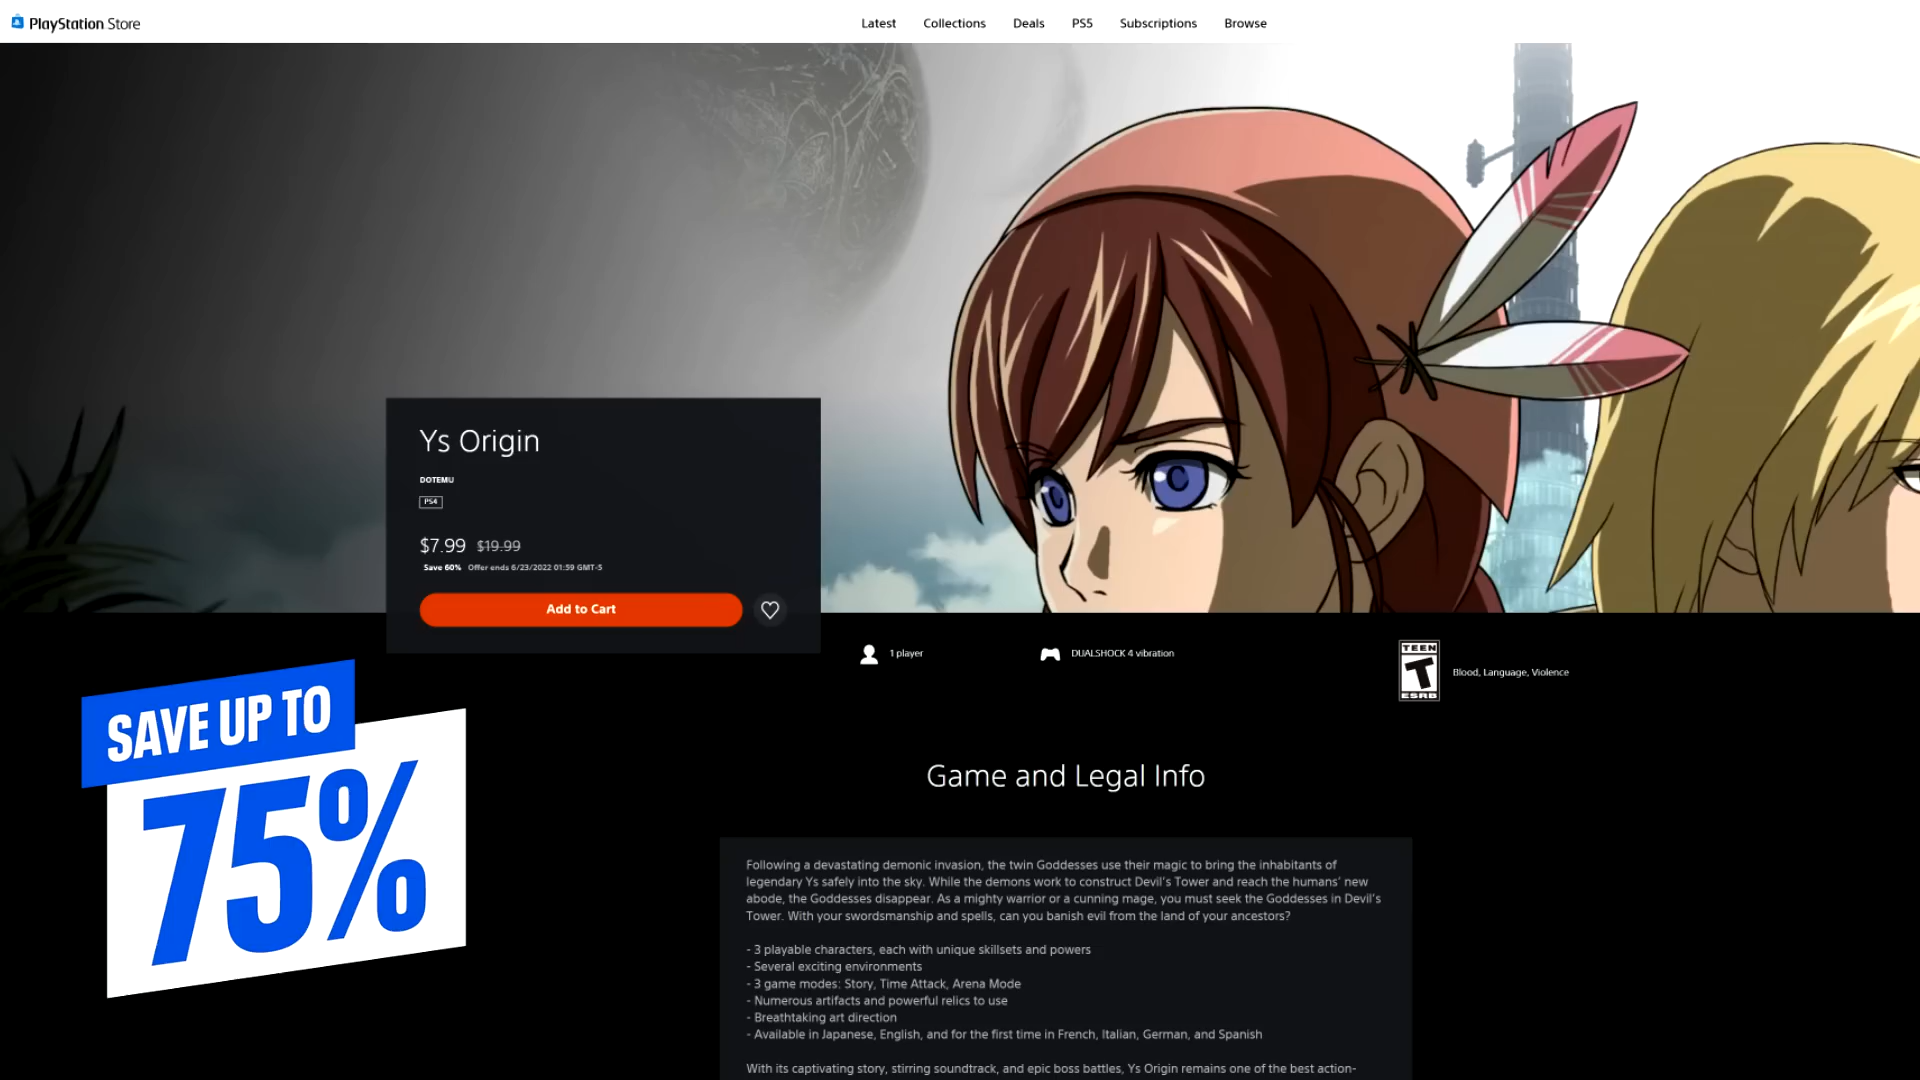 PlayStation Store
Latest
Collections
Deals
PS5
Subscriptions
Browse
Ys Origin
DOTEMU
PS4
$7.99 $19.99
Save 60% Offer ends 6/23/2022 01:59 GMT-5
Add to Cart
1 player
DUALSHOCK 4 vibration
TEEN
T
ESRB
Blood, Language, Violence
SAVE UP TO
75%
Game and Legal Info
Following a devastating demonic invasion, the twin Goddesses use their magic to bring the inhabitants of
legendary Ys safely into the sky. While the demons work to construct Devil's Tower and reach the humans' new
abode, the Goddesses disappear. As a mighty warrior or a cunning mage, you must seek the Goddesses in Devil's
Tower. With your swordsmanship and spells, can you banish evil from the land of your ancestors?
- 3 playable characters, each with unique skillsets and powers
- Several exciting environments
- 3 game modes: Story, Time Attack, Arena Mode
- Numerous artifacts and powerful relics to use
- Breathtaking art direction
- Available in Japanese, English, and for the first time in French, Italian, German, and Spanish
With its captivating story, stirring soundtrack, and epic boss battles, Ys Origin remains one of the best action-